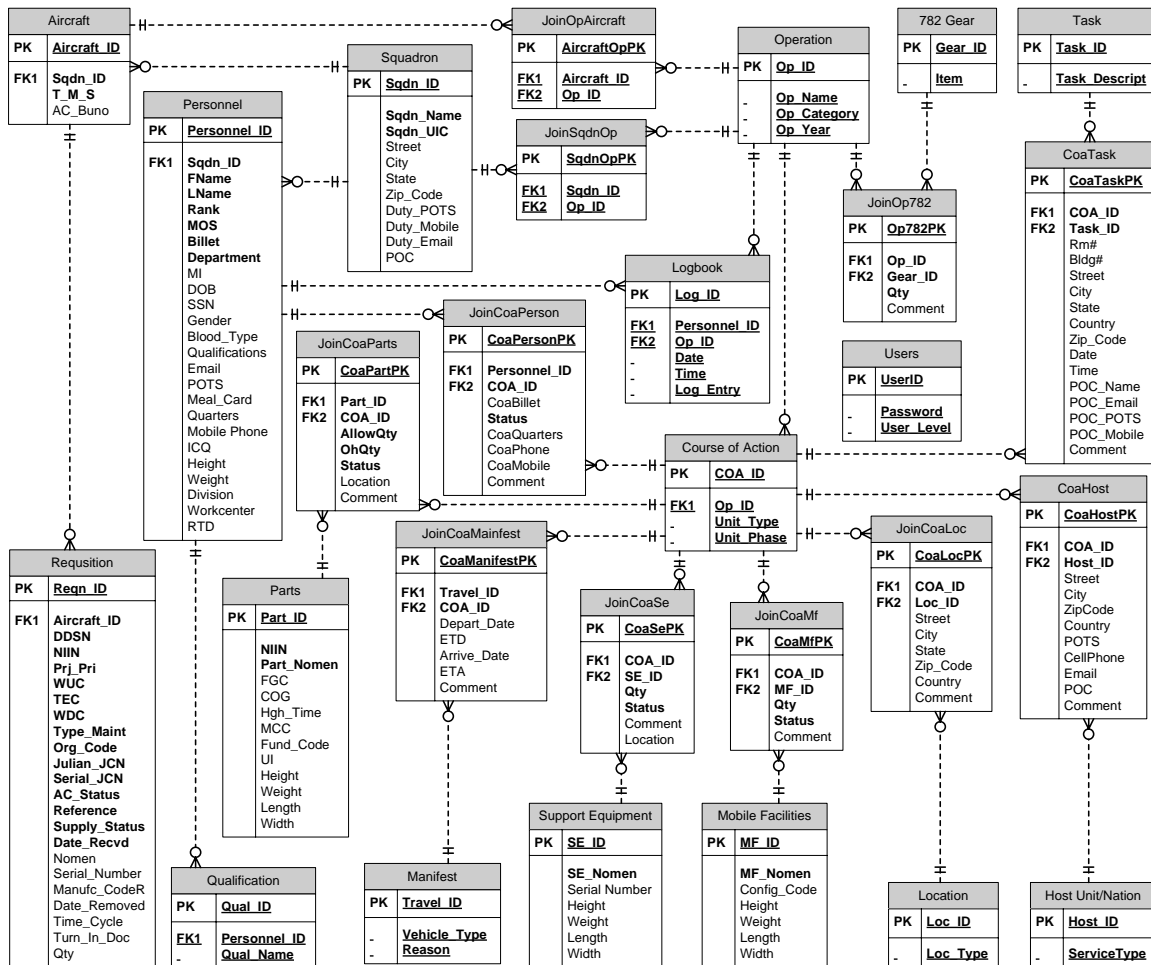 Aircraft
PK Aircraft_ID
FK1 Sqdn_ID
T_M_S
AC_Buno
JoinOpAircraft
PK AircraftOpPK
FK1 Aircraft_ID
FK2 Op_ID
Operation
PK Op_ID
- Op_Name
- Op_Category
- Op_Year
782 Gear
PK Gear_ID
- Item
Task
PK Task_ID
- Task_Descript
Squadron
PK Sqdn_ID
Sqdn_Name
Sqdn_UIC
Street
City
State
Zip_Code
Duty_POTS
Duty_Mobile
Duty_Email
POC
Personnel
PK Personnel_ID
FK1 Sqdn_ID
FName
LName
Rank
MOS
Billet
Department
MI
DOB
SSN
Gender
Blood_Type
Qualifications
Email
POTS
Meal_Card
Quarters
Mobile Phone
ICQ
Height
Weight
Division
Workcenter
RTD
JoinSqdnOp
PK SqdnOpPK
FK1 Sqdn_ID
FK2 Op_ID
CoaTask
PK CoaTaskPK
FK1 COA_ID
FK2 Task_ID
Rm#
Bldg#
Street
City
State
Country
Zip_Code
Date
Time
POC_Name
POC_Email
POC_POTS
POC_Mobile
Comment
JoinOp782
PK Op782PK
FK1 Op_ID
FK2 Gear_ID
Qty
Comment
Logbook
PK Log_ID
FK1 Personnel_ID
FK2 Op_ID
- Date
- Time
- Log_Entry
JoinCoaPerson
PK CoaPersonPK
FK1 Personnel_ID
FK2 COA_ID
CoaBillet
Status
CoaQuarters
CoaPhone
CoaMobile
Comment
JoinCoaParts
PK CoaPartPK
FK1 Part_ID
FK2 COA_ID
AllowQty
OhQty
Status
Location
Comment
Users
PK UserID
- Password
- User_Level
Course of Action
PK COA_ID
FK1 Op_ID
- Unit_Type
- Unit_Phase
CoaHost
PK CoaHostPK
FK1 COA_ID
FK2 Host_ID
Street
City
ZipCode
Country
POTS
CellPhone
Email
POC
Comment
JoinCoaMainfest
PK CoaManifestPK
FK1 Travel_ID
FK2 COA_ID
Depart_Date
ETD
Arrive_Date
ETA
Comment
JoinCoaLoc
PK CoaLocPK
FK1 COA_ID
FK2 Loc_ID
Street
City
State
Zip_Code
Country
Comment
Requsition
PK Reqn_ID
FK1 Aircraft_ID
DDSN
NIIN
Prj_Pri
WUC
TEC
WDC
Type_Maint
Org_Code
Julian_JCN
Serial_JCN
AC_Status
Reference
Supply_Status
Date_Recvd
Nomen
Serial_Number
Manufc_CodeR
Date_Removed
Time_Cycle
Turn_In_Doc
Qty
Parts
PK Part_ID
NIIN
Part_Nomen
FGC
COG
Hgh_Time
MCC
Fund_Code
UI
Height
Weight
Length
Width
JoinCoaSe
PK CoaSePK
FK1 COA_ID
FK2 SE_ID
Qty
Status
Comment
Location
JoinCoaMf
PK CoaMfPK
FK1 COA_ID
FK2 MF_ID
Qty
Status
Comment
Qualification
PK Qual_ID
FK1 Personnel_ID
- Qual_Name
Manifest
PK Travel_ID
- Vehicle_Type
- Reason
Support Equipment
PK SE_ID
SE_Nomen
Serial Number
Height
Weight
Length
Width
Mobile Facilities
PK MF_ID
MF_Nomen
Config_Code
Height
Weight
Length
Width
Location
PK Loc_ID
- Loc_Type
Host Unit/Nation
PK Host_ID
- ServiceType